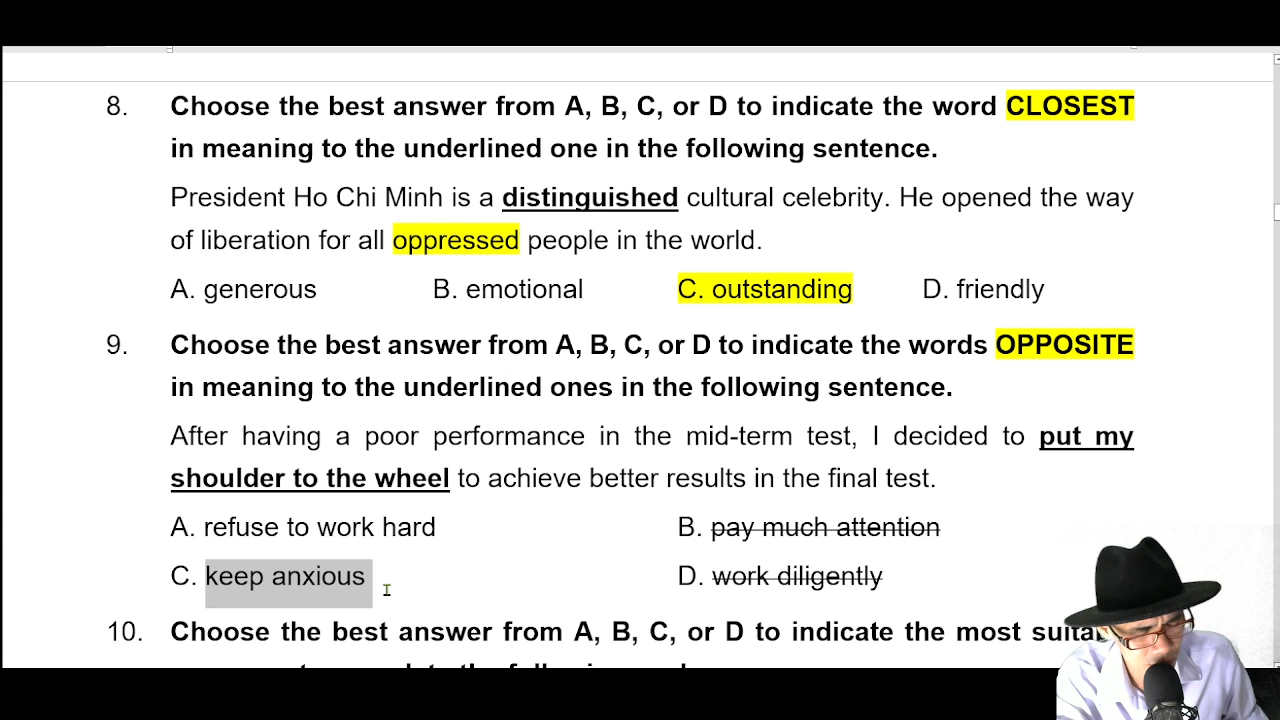 8. Choose the best answer from A, B, C, or D to indicate the word CLOSEST
in meaning to the underlined one in the following sentence.
President Ho Chi Minh is a distinguished cultural celebrity. He opened the way
of liberation for all oppressed people in the world.
A. generous B. emotional C. outstanding D. friendly
9. Choose the best answer from A, B, C, or D to indicate the words OPPOSITE
in meaning to the underlined ones in the following sentence.
After having a poor performance in the mid-term test, I decided to put my
shoulder to the wheel to achieve better results in the final test.
A. refuse to work hard B. pay much attention
C. keep anxious D. work diligently
10. Choose the best answer from A, B, C, or D to indicate the most